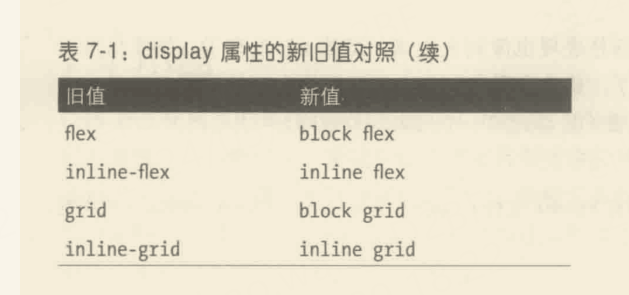 表 7-1：display 属性的新旧值对照（续）
旧值 新值
flex block flex
inline-flex inline flex
grid block grid
inline-grid inline grid